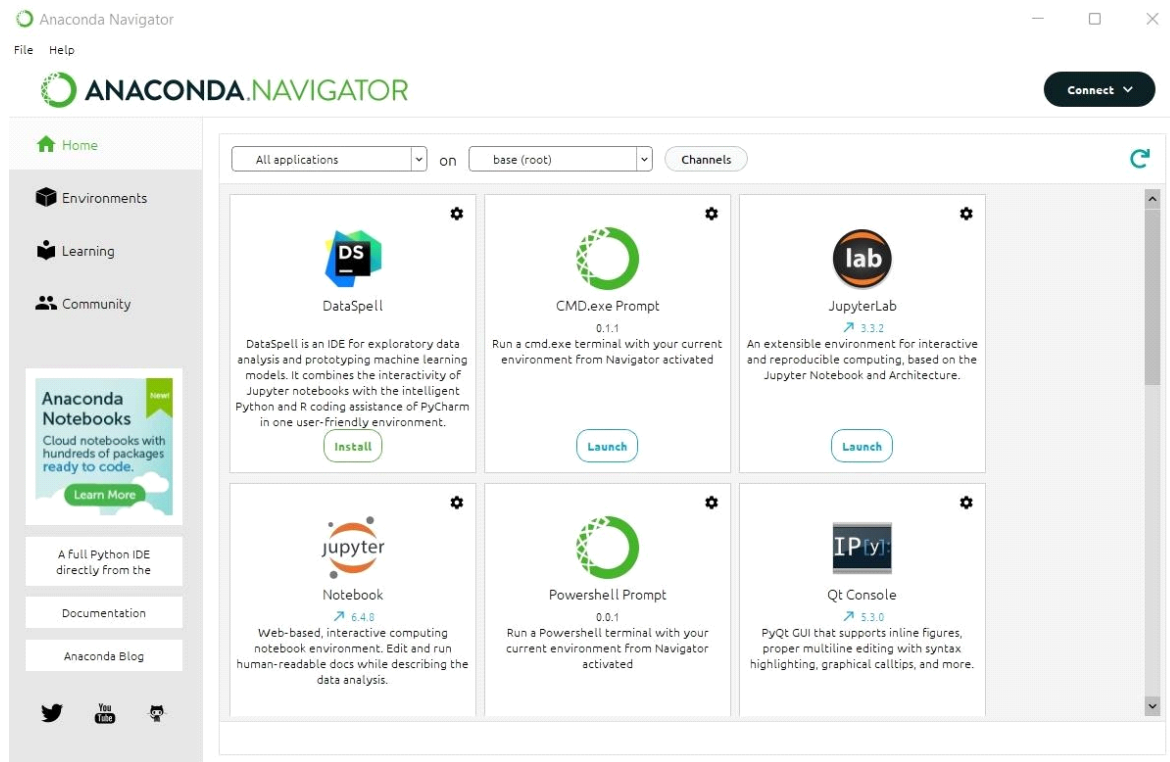 Anaconda Navigator
File Help
ANACONDA.NAVIGATOR
Connect
Home
Environments
Learning
Community
Anaconda
Notebooks
New!
Cloud notebooks with
hundreds of packages
ready to code.
Learn More
A full Python IDE
directly from the
Documentation
Anaconda Blog
You
Tube
All applications on base (root) Channels
DS
DataSpell
DataSpell is an IDE for exploratory data
analysis and prototyping machine learning
models. It combines the interactivity of
Jupyter notebooks with the intelligent
Python and R coding assistance of PyCharm
in one user-friendly environment.
Install
CMD.exe Prompt
0.1.1
Run a cmd.exe terminal with your current
environment from Navigator activated
Launch
lab
JupyterLab
3.3.2
An extensible environment for interactive
and reproducible computing, based on the
Jupyter Notebook and Architecture.
Launch
jupyter
Notebook
6.4.8
Web-based, interactive computing
notebook environment. Edit and run
human-readable docs while describing the
data analysis.
Powershell Prompt
0.0.1
Run a Powershell terminal with your
current environment from Navigator
activated
IP[y]:
Qt Console
5.3.0
PyQt GUI that supports inline figures,
proper multiline editing with syntax
highlighting, graphical calltips, and more.